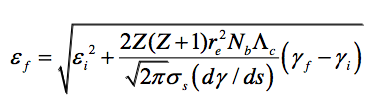 ε_f = √(ε_i² + 2Z(Z+1)r_e²N_bΛ_c / (√(2π)σ_s(dγ/ds)) (γ_f − γ_i))